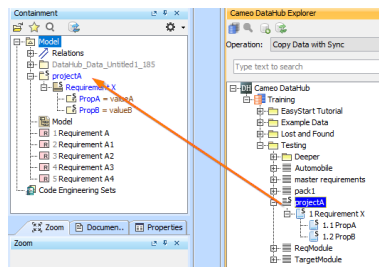 Containment
Model
Relations
DataHub_Data_Untitled1_185
projectA
Requirement X
PropA = valueA
PropB = valueB
Model
1 Requirement A
2 Requirement A1
3 Requirement A2
4 Requirement A3
5 Requirement A4
Code Engineering Sets
Zoom
Documen..
Properties
Zoom
Cameo DataHub Explorer
Operation: Copy Data with Sync
Type text to search
Cameo DataHub
Training
EasyStart Tutorial
Example Data
Lost and Found
Testing
Deeper
Automobile
master requirements
pack1
projectA
1 Requirement X
1.1 PropA
1.2 PropB
ReqModule
TargetModule